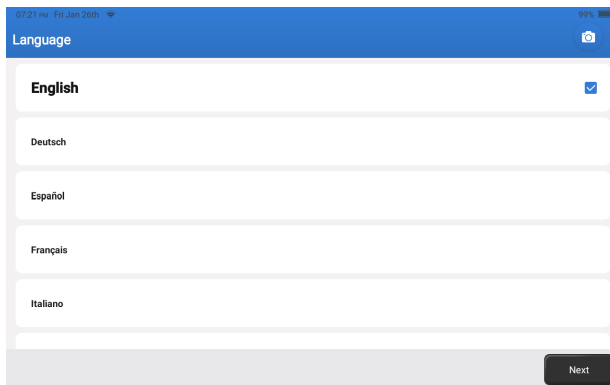 07:21 PM Fri Jan 26th 99%
Language
English
Deutsch
Español
Français
Italiano
Next